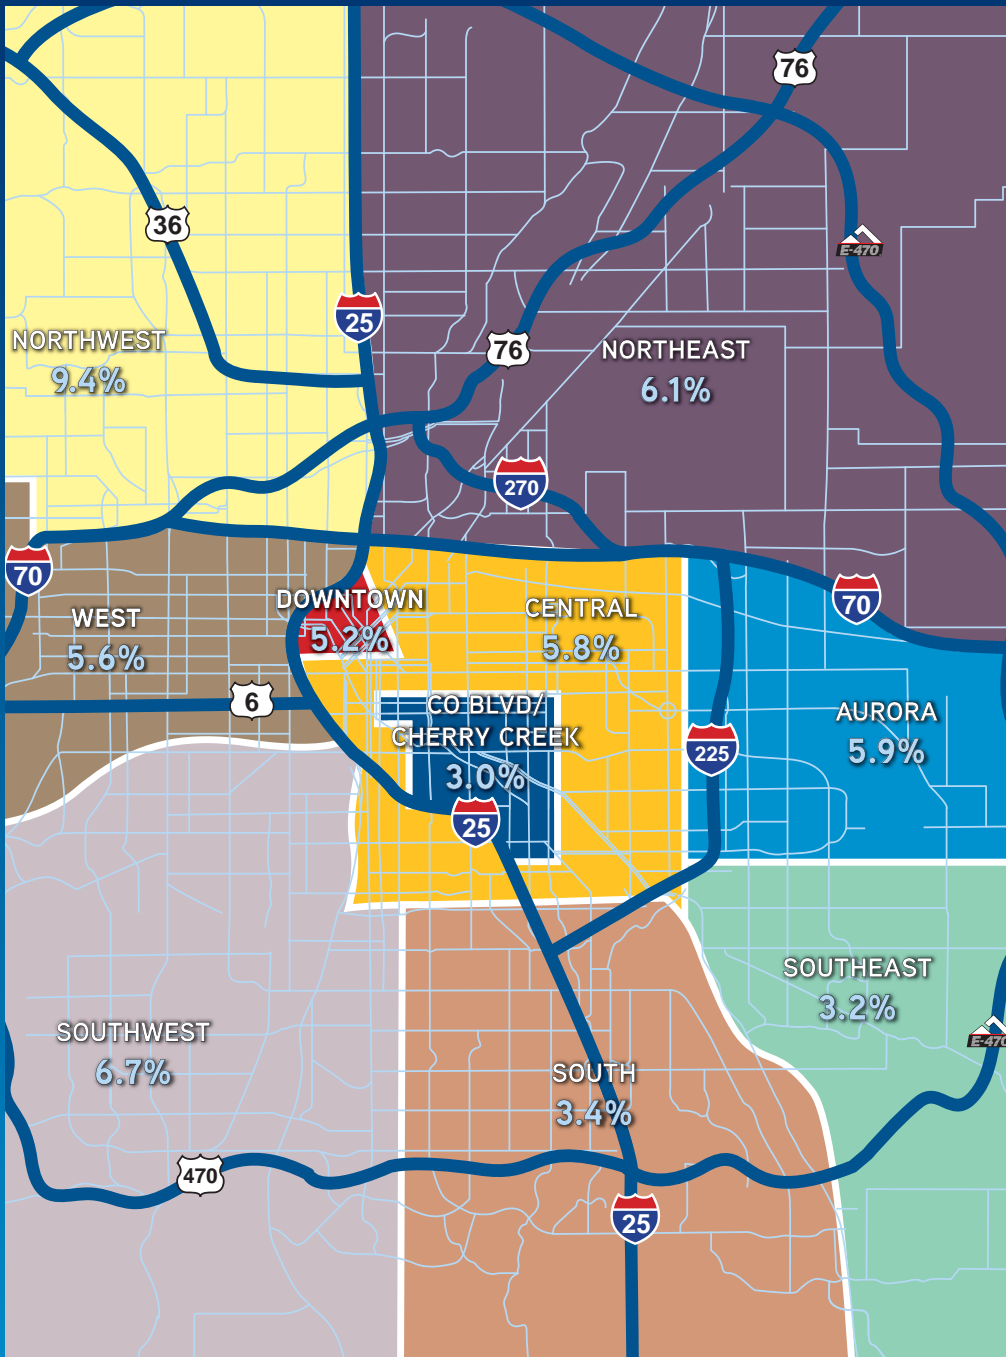 76
36
E-470
25
NORTHWEST
9.4%
76
NORTHEAST
6.1%
270
70
70
WEST
5.6%
DOWNTOWN
5.2%
CENTRAL
5.8%
6
CO BLVD/
CHERRY CREEK
3.0%
225
AURORA
5.9%
25
SOUTHEAST
3.2%
SOUTHWEST
6.7%
E-470
SOUTH
3.4%
470
25